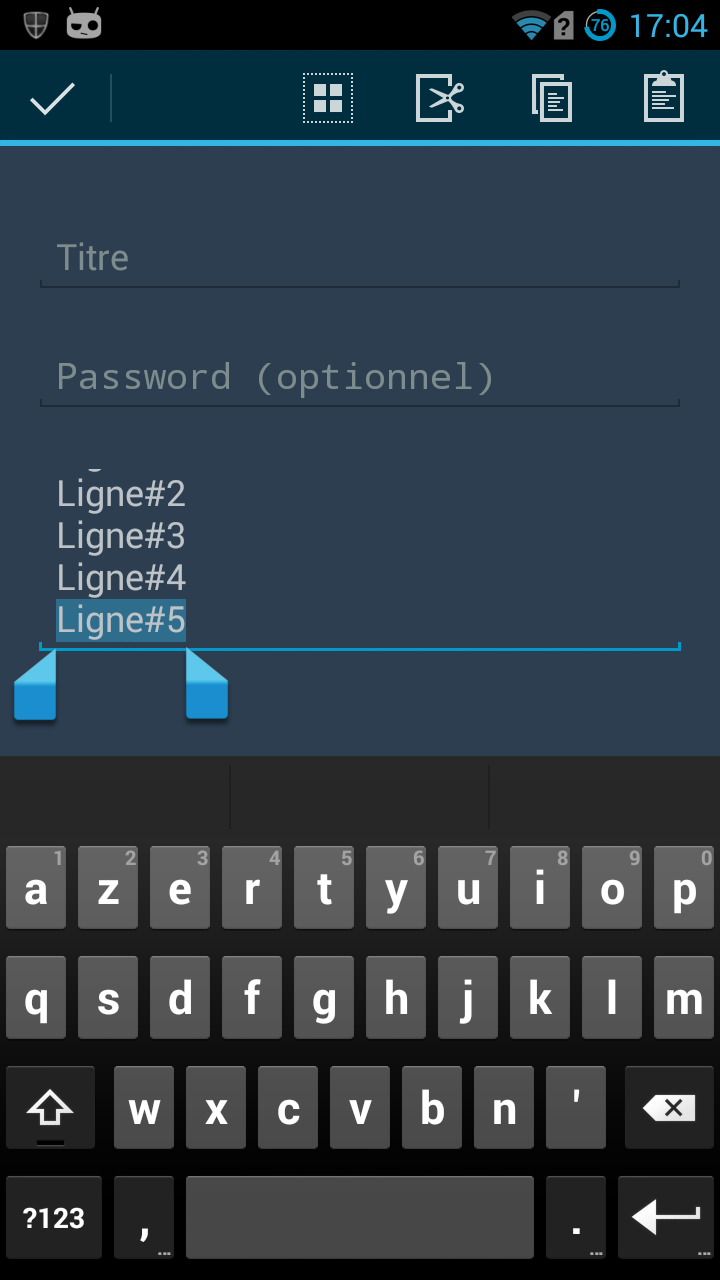 76 17:04
Titre
Password (optionnel)
Ligne#2
Ligne#3
Ligne#4
Ligne#5
1 2 3 4 5 6 7 8 9 0
a z e r t y u i o p
q s d f g h j k l m
w x c v b n '
?123 , ... . ... ...